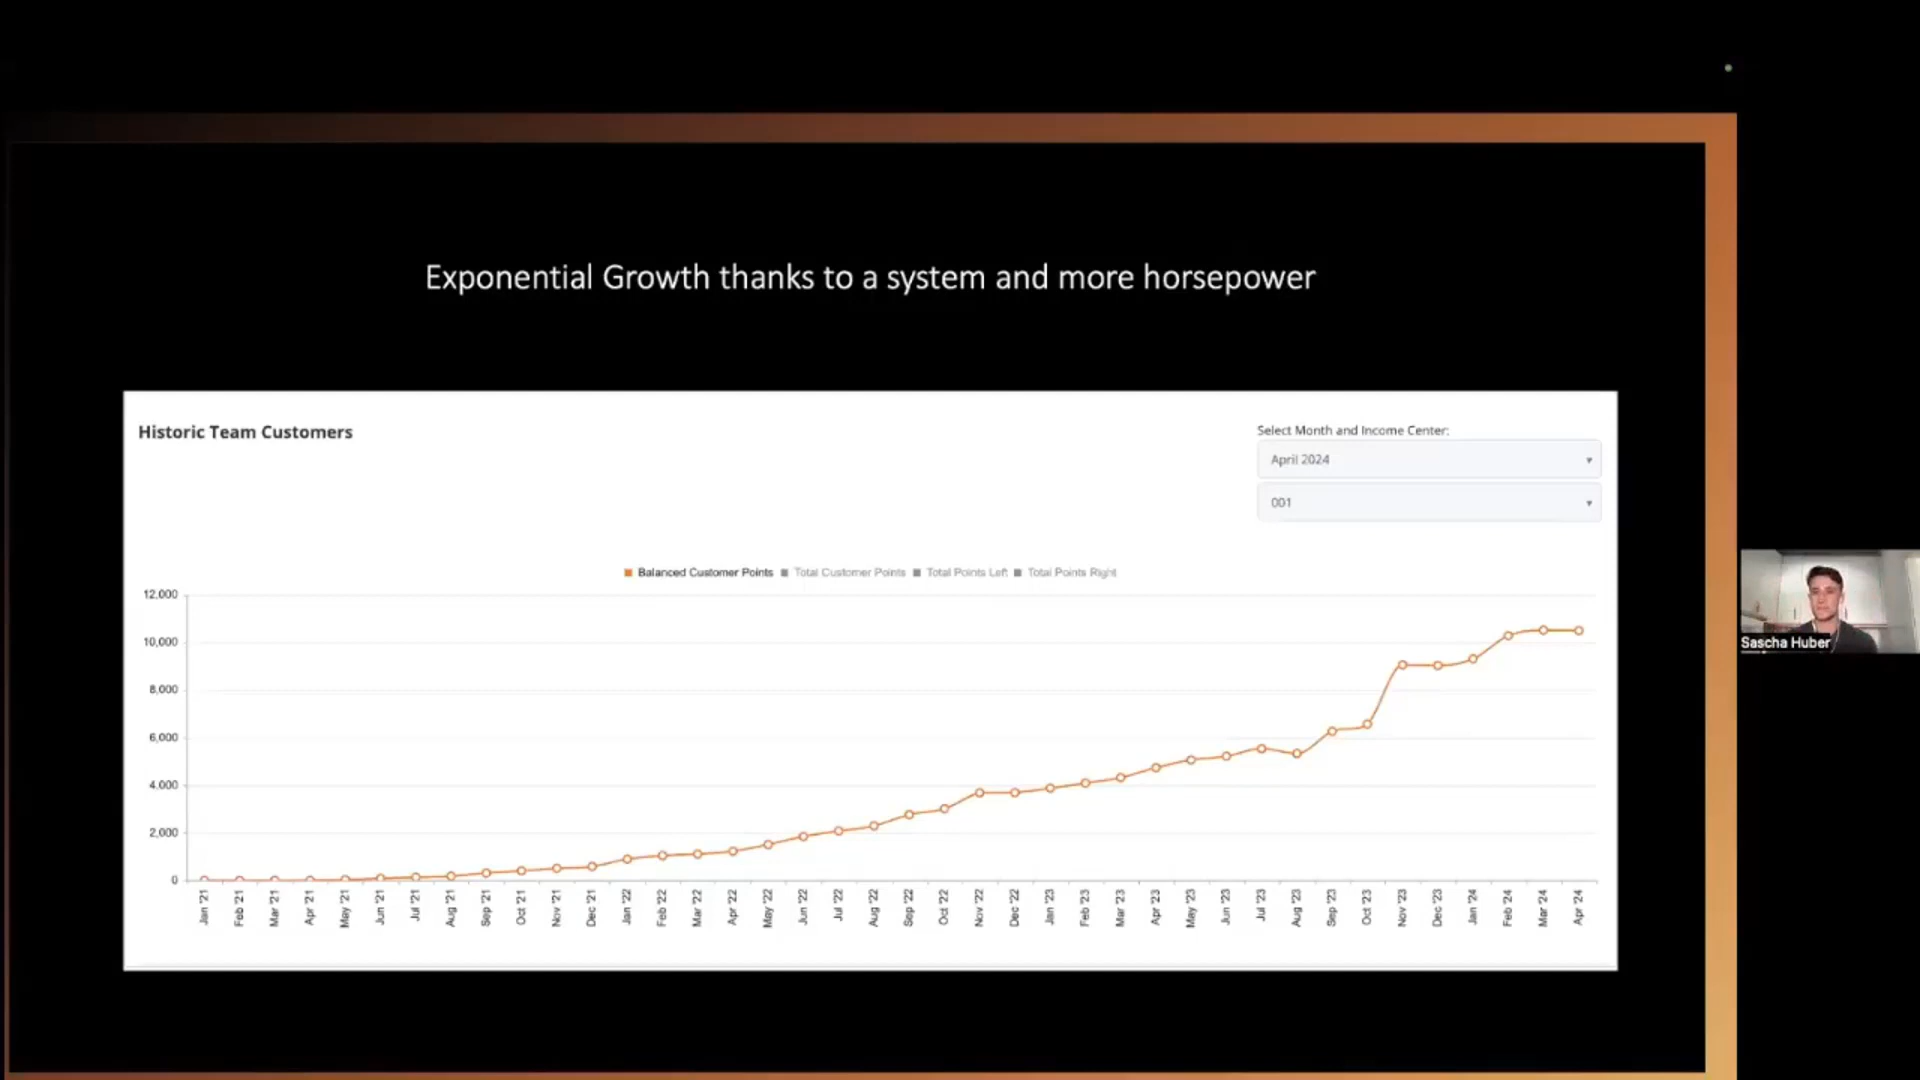 Exponential Growth thanks to a system and more horsepower
Historic Team Customers
Select Month and Income Center:
April 2024
001
Balanced Customer Points Total Customer Points Total Points Left Total Points Right
12,000
10,000
8,000
6,000
4,000
2,000
0
Jan '21 Feb '21 Mar '21 Apr '21 May '21 Jun '21 Jul '21 Aug '21 Sep '21 Oct '21 Nov '21 Dec '21 Jan '22 Feb '22 Mar '22 Apr '22 May '22 Jun '22 Jul '22 Aug '22 Sep '22 Oct '22 Nov '22 Dec '22 Jan '23 Feb '23 Mar '23 Apr '23 May '23 Jun '23 Jul '23 Aug '23 Sep '23 Oct '23 Nov '23 Dec '23 Jan '24 Feb '24 Mar '24 Apr '24
Sascha Huber